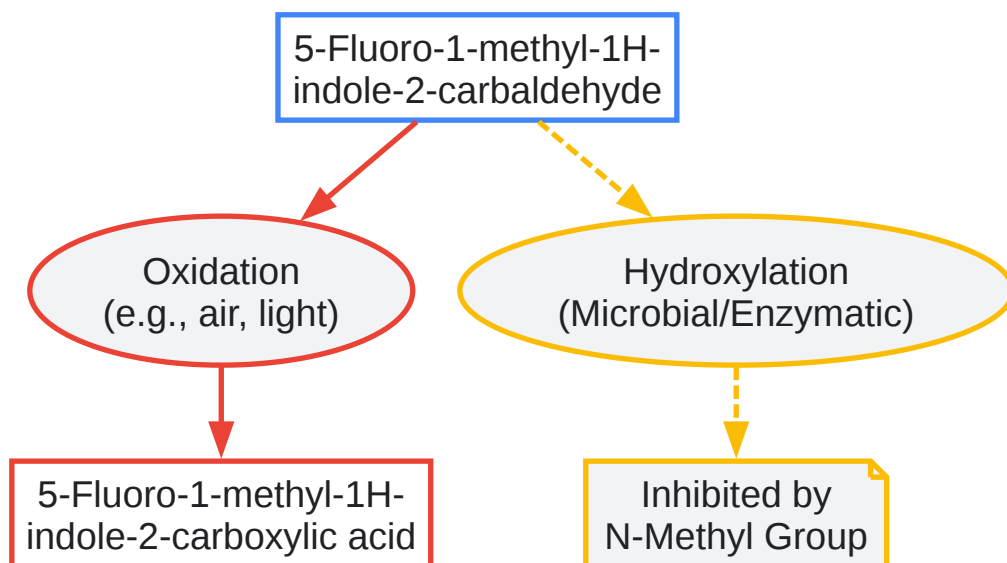 5-Fluoro-1-methyl-1H-
indole-2-carbaldehyde
Oxidation
(e.g., air, light)
Hydroxylation
(Microbial/Enzymatic)
5-Fluoro-1-methyl-1H-
indole-2-carboxylic acid
Inhibited by
N-Methyl Group